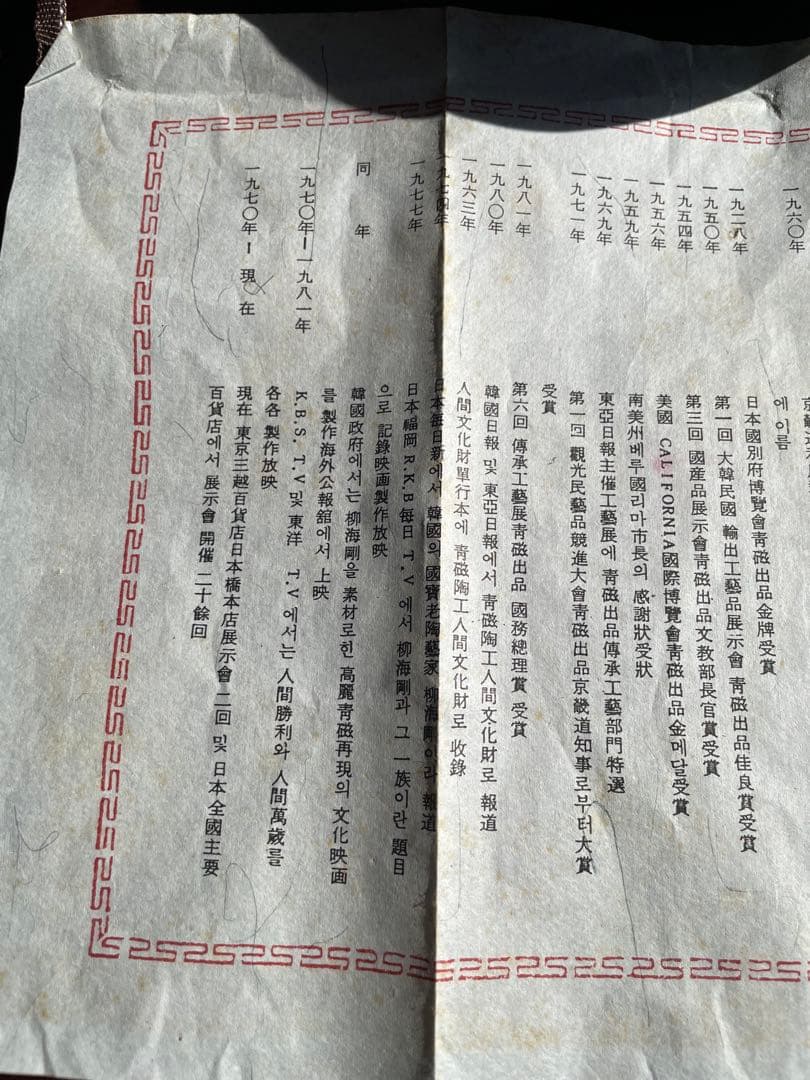 一九六〇年
에 이름
一九二八年 日本國別府博覽會靑磁出品金牌受賞
一九五〇年 第一回 大韓民國 輸出工藝品展示會 靑磁出品佳良賞受賞
一九五四年 第三回 國産品展示會靑磁出品文教部長官賞受賞
一九五六年 美國 CALIFORNIA國際博覽會靑磁出品金메달受賞
一九五九年 南美州베루國리마市長의 感謝狀受狀
一九六九年 東亞日報主催工藝展에 靑磁出品傳承工藝部門特選
一九七一年 第一回 觀光民藝品競進大會靑磁出品京畿道知事로부터大賞
受賞
一九八一年 第六回 傳承工藝展靑磁出品 國務總理賞 受賞
一九八〇年 韓國日報 및 東亞日報에서 靑磁陶工人間文化財로 報道
一九六三年 人間文化財單行本에 靑磁陶工人間文化財로 收錄
一九七四年 日本每日新에서 韓國의 國寶老陶藝家 柳海剛이라 報道
一九七七年 日本福岡 R.K.B每日 T.V 에서 柳海剛과 그 一族이란 題目
으로 記錄映画製作放映
同 年 韓國政府에서는 柳海剛을 素材로힌 高麗靑磁再現의 文化映画
를 製作海外公報舘에서 上映
一九七〇年ー一九八一年 K.B.S. T.V 및 東洋 T.V 에서는 人間勝利와 人間萬歲를
各各 製作放映
一九七〇年ー現 在 現在 東京三越百貨店日本橋本店展示會 二回 및 日本全國主要
百貨店에서 展示會 開催 二十餘回